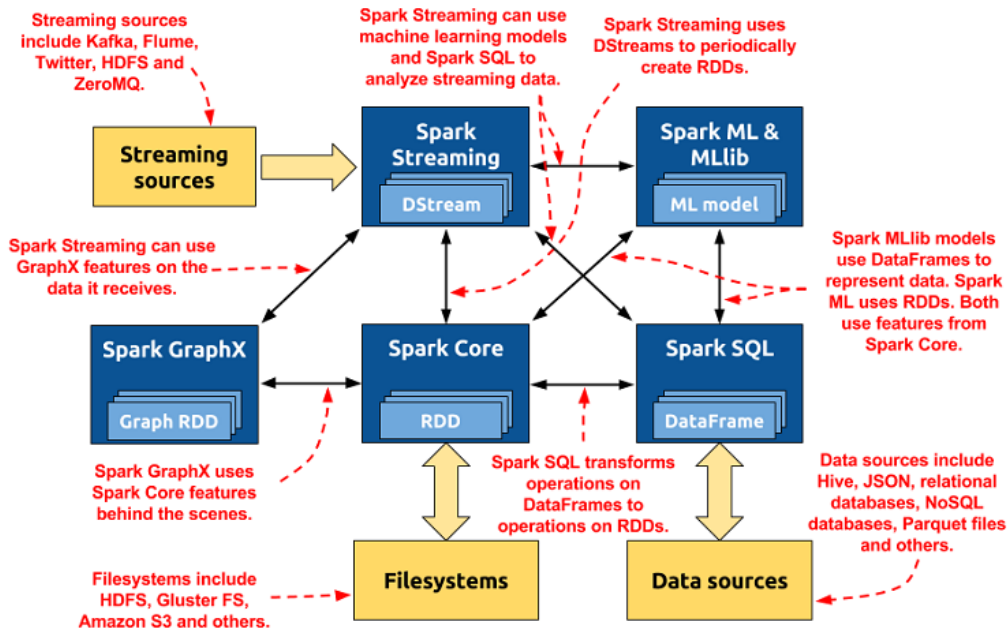 Streaming sources
include Kafka, Flume,
Twitter, HDFS and
ZeroMQ.
Spark Streaming can use
machine learning models
and Spark SQL to
analyze streaming data.
Spark Streaming uses
DStreams to periodically
create RDDs.
Streaming
sources
Spark
Streaming
DStream
Spark ML &
MLlib
ML model
Spark Streaming can use
GraphX features on the
data it receives.
Spark MLlib models
use DataFrames to
represent data. Spark
ML uses RDDs. Both
use features from
Spark Core.
Spark GraphX
Graph RDD
Spark Core
RDD
Spark SQL
DataFrame
Spark GraphX uses
Spark Core features
behind the scenes.
Spark SQL transforms
operations on
DataFrames to
operations on RDDs.
Data sources include
Hive, JSON, relational
databases, NoSQL
databases, Parquet files
and others.
Filesystems include
HDFS, Gluster FS,
Amazon S3 and others.
Filesystems
Data sources